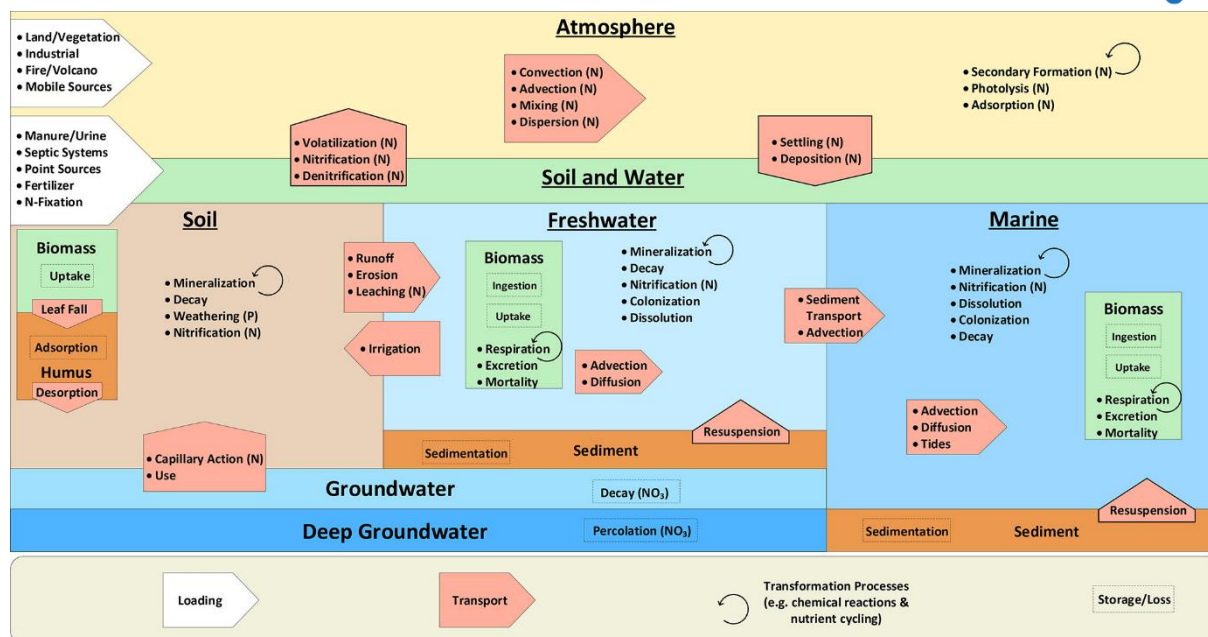 Atmosphere
• Land/Vegetation
• Industrial
• Fire/Volcano
• Mobile Sources
• Convection (N)
• Advection (N)
• Mixing (N)
• Dispersion (N)
• Secondary Formation (N)
• Photolysis (N)
• Adsorption (N)
• Manure/Urine
• Septic Systems
• Point Sources
• Fertilizer
• N-Fixation
• Volatilization (N)
• Nitrification (N)
• Denitrification (N)
• Settling (N)
• Deposition (N)
Soil and Water
Soil
Biomass
Uptake
Leaf Fall
Adsorption
Humus
Desorption
• Mineralization
• Decay
• Weathering (P)
• Nitrification (N)
• Runoff
• Erosion
• Leaching (N)
• Irrigation
• Capillary Action (N)
• Use
Freshwater
Biomass
Ingestion
Uptake
• Respiration
• Excretion
• Mortality
• Mineralization
• Decay
• Nitrification (N)
• Colonization
• Dissolution
• Advection
• Diffusion
Resuspension
Sedimentation
Sediment
• Sediment
Transport
• Advection
Marine
• Mineralization
• Nitrification (N)
• Dissolution
• Colonization
• Decay
Biomass
Ingestion
Uptake
• Respiration
• Excretion
• Mortality
• Advection
• Diffusion
• Tides
Resuspension
Sedimentation
Sediment
Groundwater
Decay (NO₃)
Deep Groundwater
Percolation (NO₃)
Loading
Transport
Transformation Processes
(e.g. chemical reactions &
nutrient cycling)
Storage/Loss